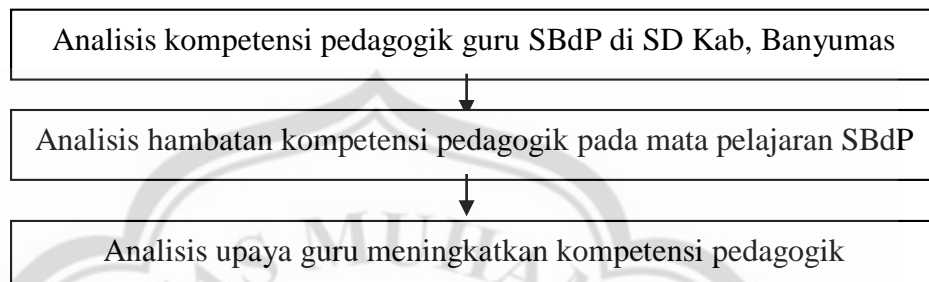 Analisis kompetensi pedagogik guru SBdP di SD Kab, Banyumas
Analisis hambatan kompetensi pedagogik pada mata pelajaran SBdP
Analisis upaya guru meningkatkan kompetensi pedagogik